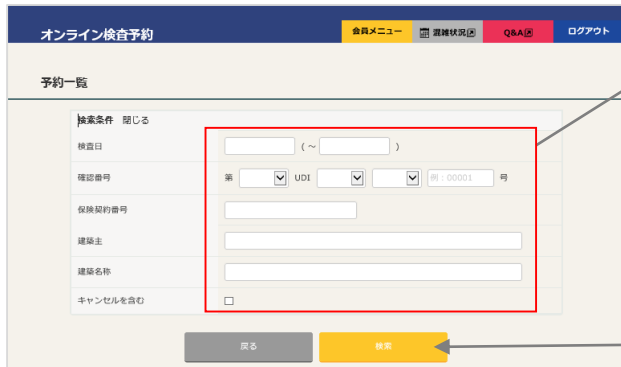 オンライン検査予約
会員メニュー 混雑状況 Q&A ログアウト
予約一覧
検索条件 閉じる
検査日 (～ )
確認番号 第 UDI 例:00001 号
保険契約番号
建築主
建築名称
キャンセルを含む
戻る 検索